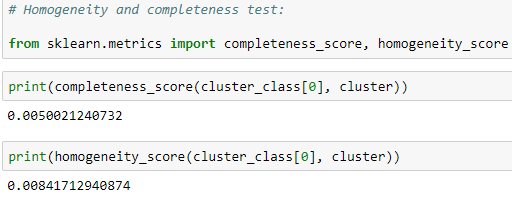 # Homogeneity and completeness test:
from sklearn.metrics import completeness_score, homogeneity_score
print(completeness_score(cluster_class[0], cluster))
0.0050021240732
print(homogeneity_score(cluster_class[0], cluster))
0.00841712940874